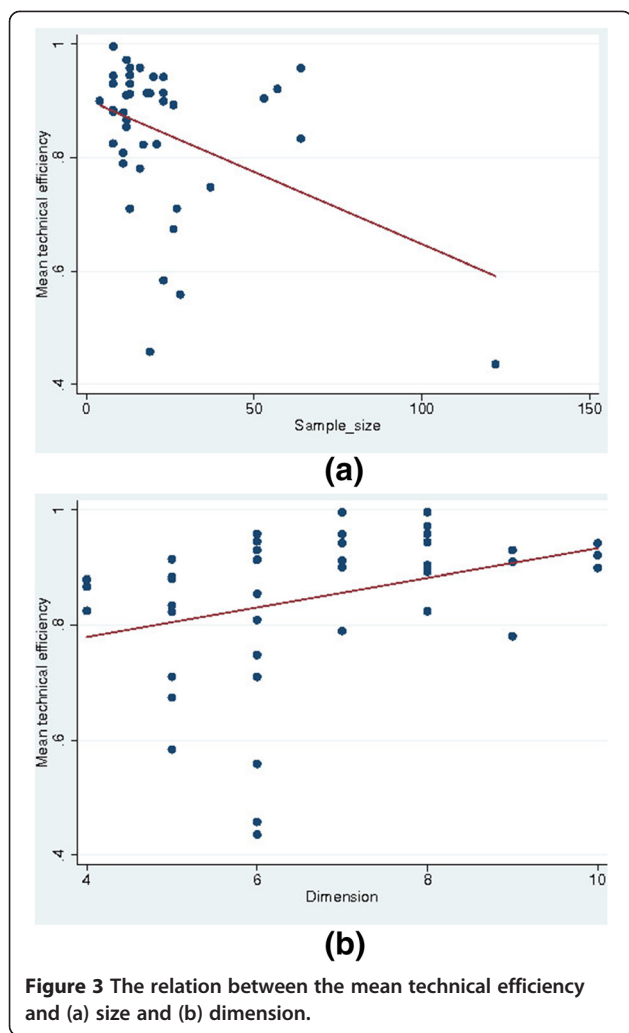 1
.8
.6
.4
Mean technical efficiency
0 50 100 150
Sample_size
(a)
1
.8
.6
.4
Mean technical efficiency
4 6 8 10
Dimension
(b)
Figure 3 The relation between the mean technical efficiency
and (a) size and (b) dimension.